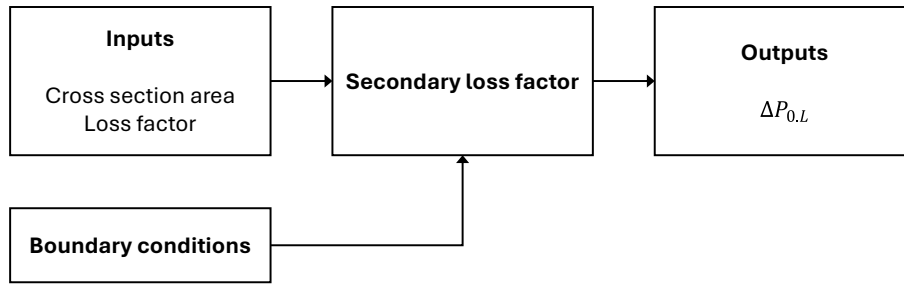 Inputs
Cross section area
Loss factor
Secondary loss factor
Outputs
ΔP₀.L
Boundary conditions